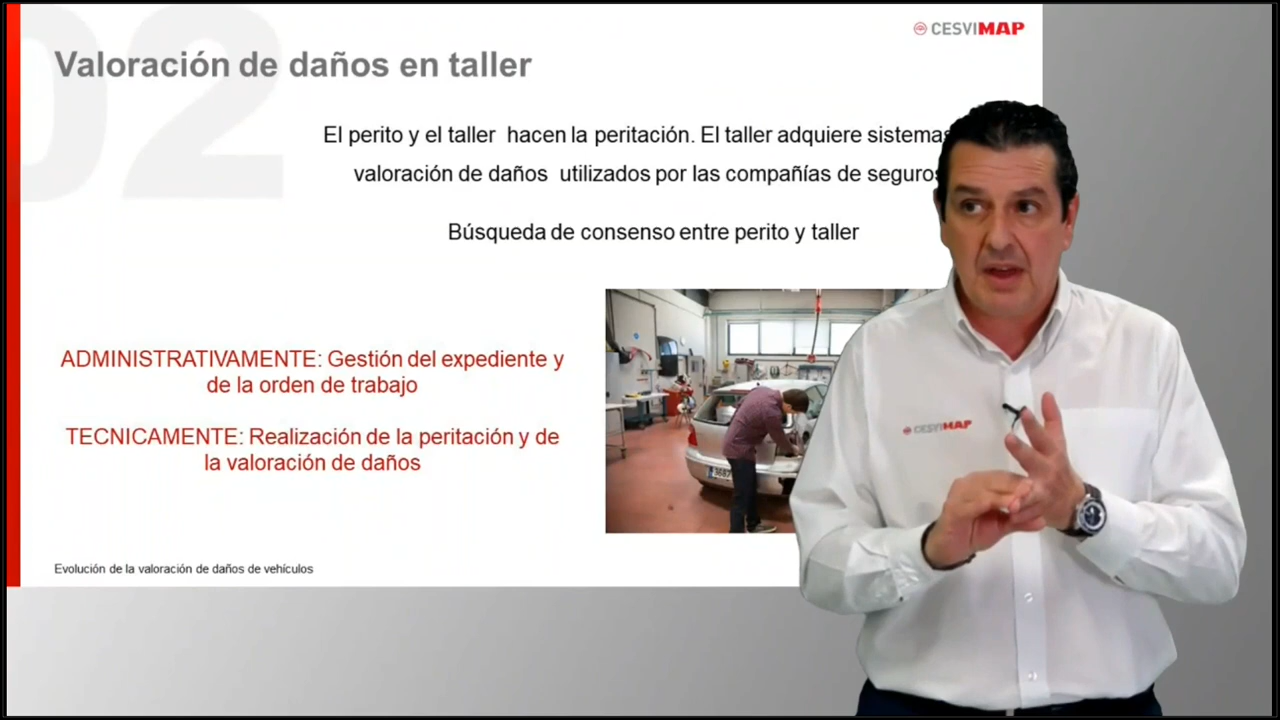 02
CESVIMAP
Valoración de daños en taller
El perito y el taller hacen la peritación. El taller adquiere sistemas
valoración de daños utilizados por las compañías de seguros
Búsqueda de consenso entre perito y taller
ADMINISTRATIVAMENTE: Gestión del expediente y
de la orden de trabajo
TECNICAMENTE: Realización de la peritación y de
la valoración de daños
CESVIMAP
Evolución de la valoración de daños de vehículos